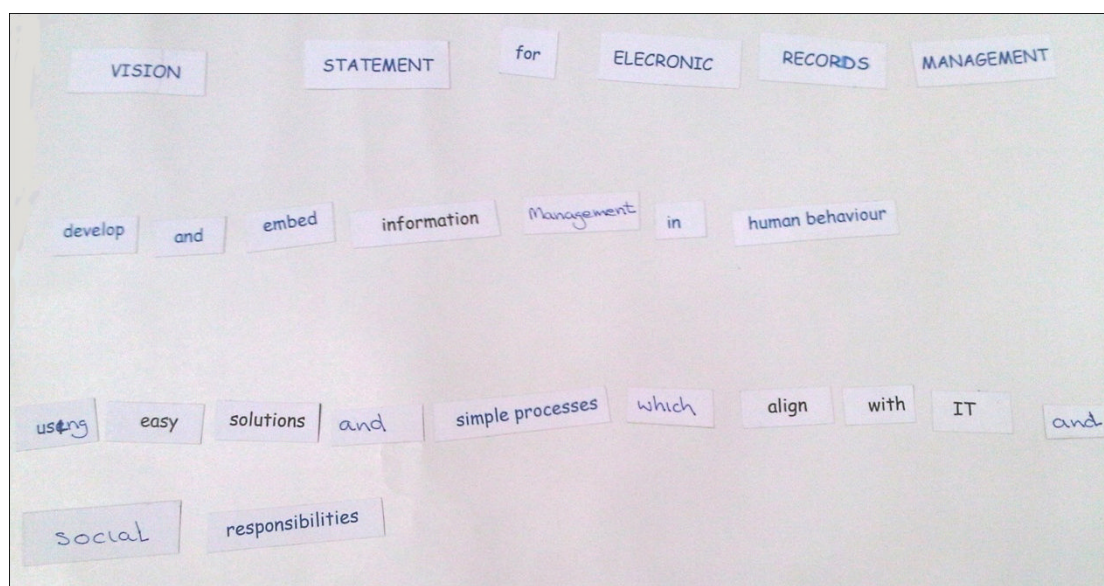 VISION STATEMENT for ELECRONIC RECORDS MANAGEMENT
develop and embed information Management in human behaviour
using easy solutions and simple processes which align with IT and
social responsibilities